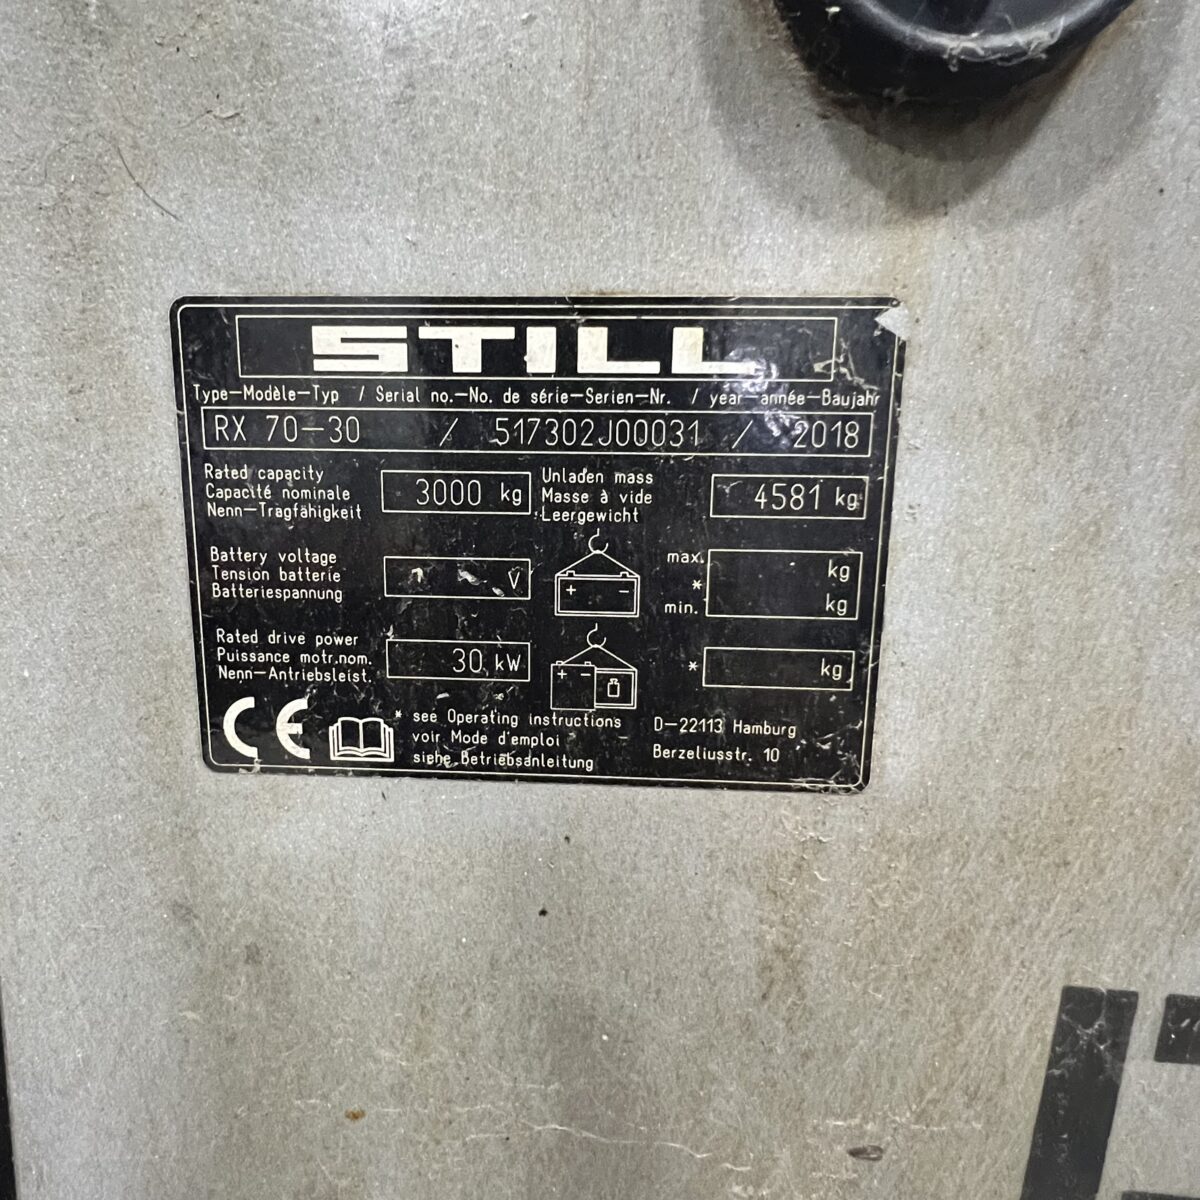 STILL
Type-Modèle-Typ / Serial no.-No. de série-Serien-Nr. / year-année-Baujahr
RX 70-30 / 517302J00031 / 2018
Rated capacity
Capacité nominale
Nenn-Tragfähigkeit
3000 kg
Unladen mass
Masse à vide
Leergewicht
4581 kg
Battery voltage
Tension batterie
Batteriespannung
V
+ -
max. kg
*
min. kg
Rated drive power
Puissance motr.nom.
Nenn-Antriebsleist.
30 kW
+ -
* kg
CE
* see Operating instructions
voir Mode d'emploi
siehe Betriebsanleitung
D-22113 Hamburg
Berzeliusstr. 10